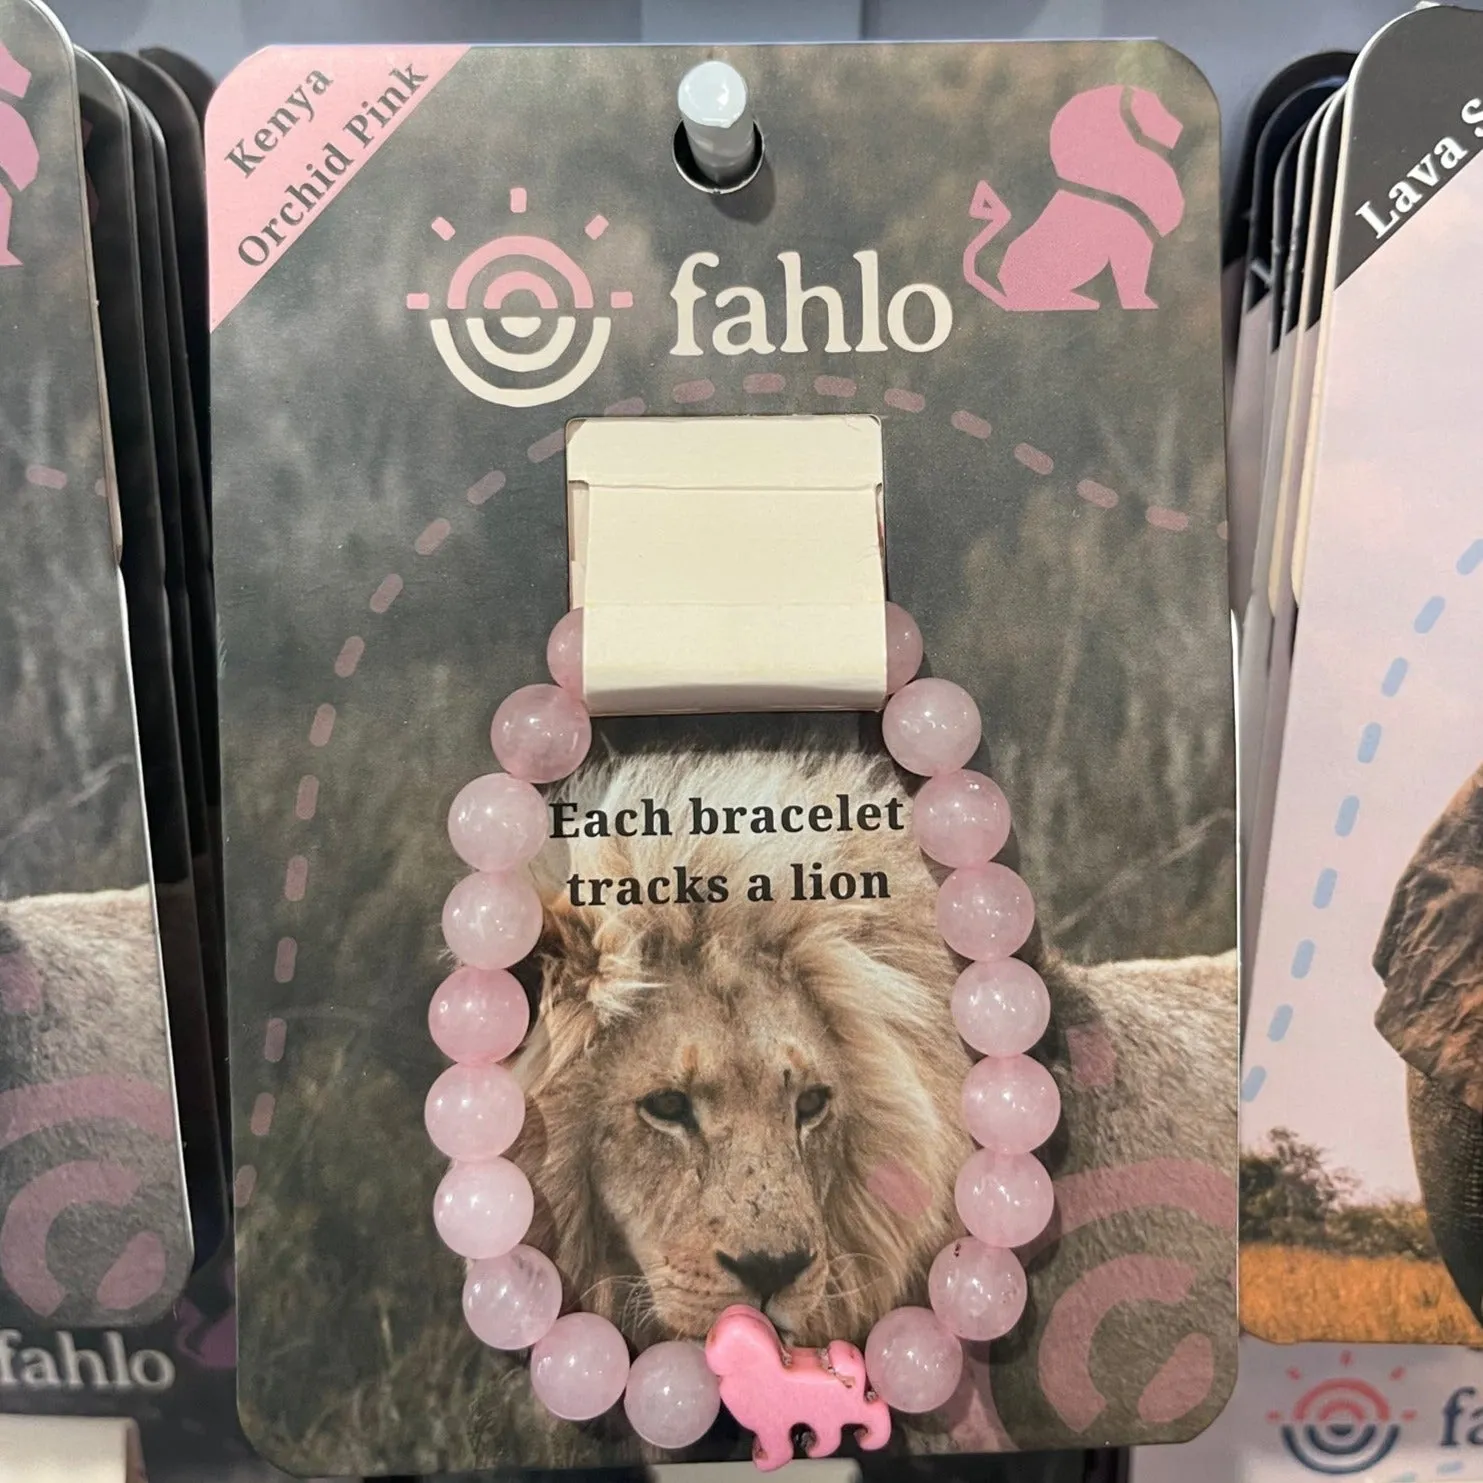 Kenya
Orchid Pink
fahlo
Each bracelet
tracks a lion
Lava
fahlo